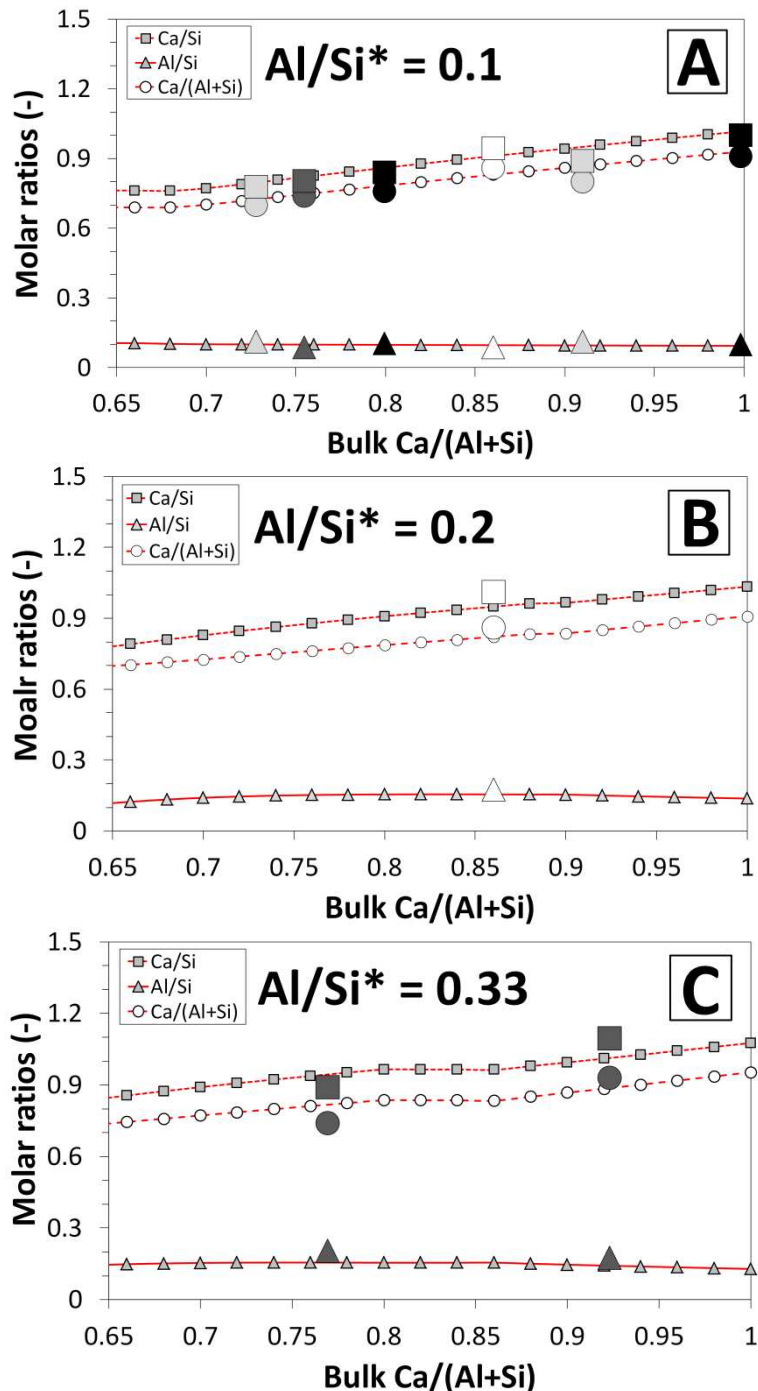 1.5
Ca/Si
Al/Si
Ca/(Al+Si)
Al/Si* = 0.1
A
1.2
0.9
0.6
0.3
0
Molar ratios (-)
0.65 0.7 0.75 0.8 0.85 0.9 0.95 1
Bulk Ca/(Al+Si)
1.5
Ca/Si
Al/Si
Ca/(Al+Si)
Al/Si* = 0.2
B
1.2
0.9
0.6
0.3
0
Moalr ratios (-)
0.65 0.7 0.75 0.8 0.85 0.9 0.95 1
Bulk Ca/(Al+Si)
1.5
Ca/Si
Al/Si
Ca/(Al+Si)
Al/Si* = 0.33
C
1.2
0.9
0.6
0.3
0
Molar ratios (-)
0.65 0.7 0.75 0.8 0.85 0.9 0.95 1
Bulk Ca/(Al+Si)